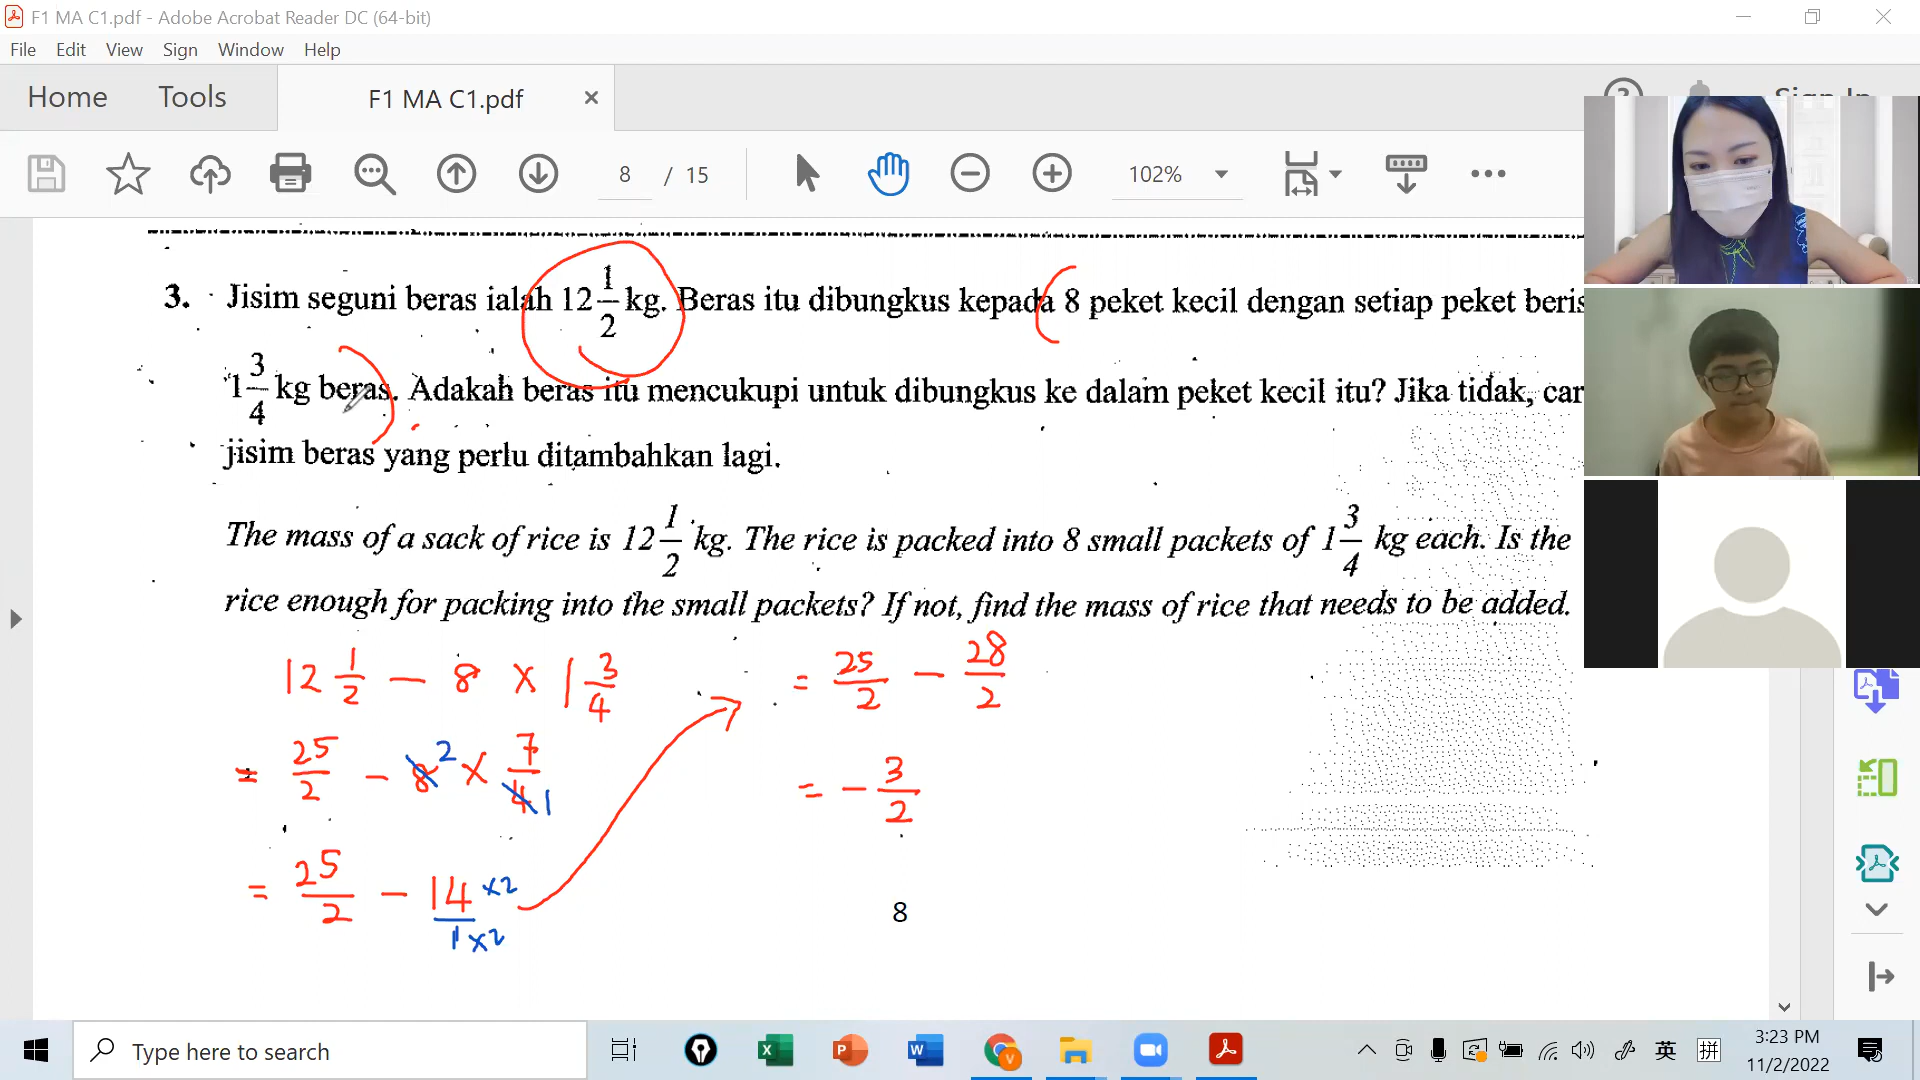 F1 MA C1.pdf - Adobe Acrobat Reader DC (64-bit)
File Edit View Sign Window Help
Home Tools F1 MA C1.pdf
8 / 15 102%
3. Jisim seguni beras ialah 12 1/2 kg. Beras itu dibungkus kepada 8 peket kecil dengan setiap peket beris
1 3/4 kg beras. Adakah beras itu mencukupi untuk dibungkus ke dalam peket kecil itu? Jika tidak, car
jisim beras yang perlu ditambahkan lagi.
The mass of a sack of rice is 12 1/2 kg. The rice is packed into 8 small packets of 1 3/4 kg each. Is the
rice enough for packing into the small packets? If not, find the mass of rice that needs to be added.
12 1/2 - 8 × 1 3/4
= 25/2 - 8 2 × 7/4 1
= 25/2 - 14 ×2/1 ×2
= 25/2 - 28/2
= - 3/2
8
Type here to search
英 拼
3:23 PM
11/2/2022